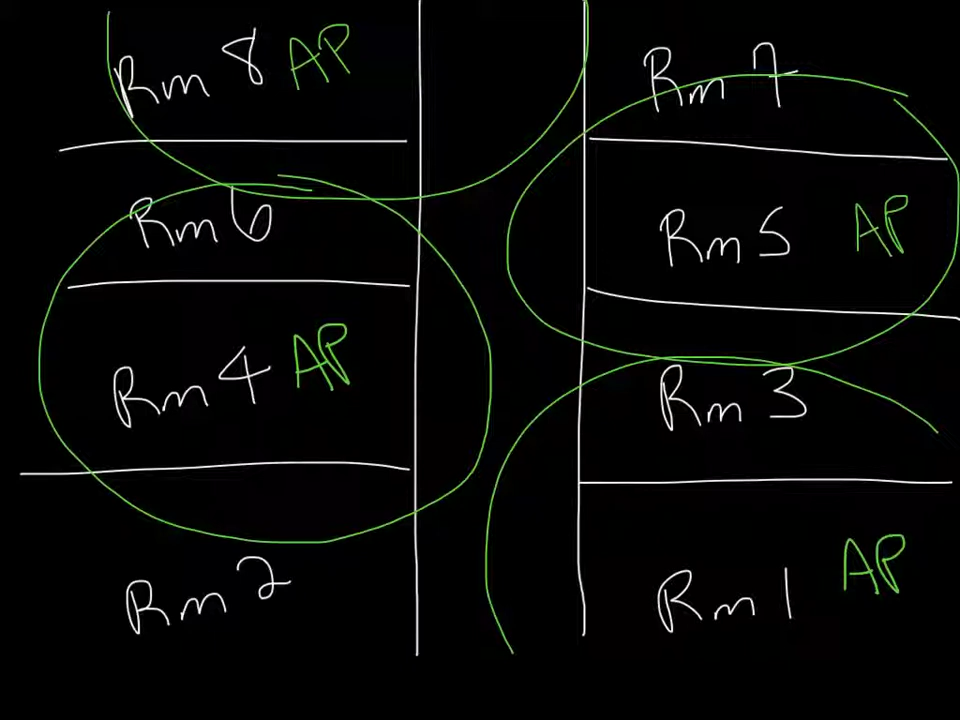 Rm 8 AP
Rm 7
Rm 6
Rm 5 AP
Rm 4 AP
Rm 3
Rm 2
Rm 1 AP